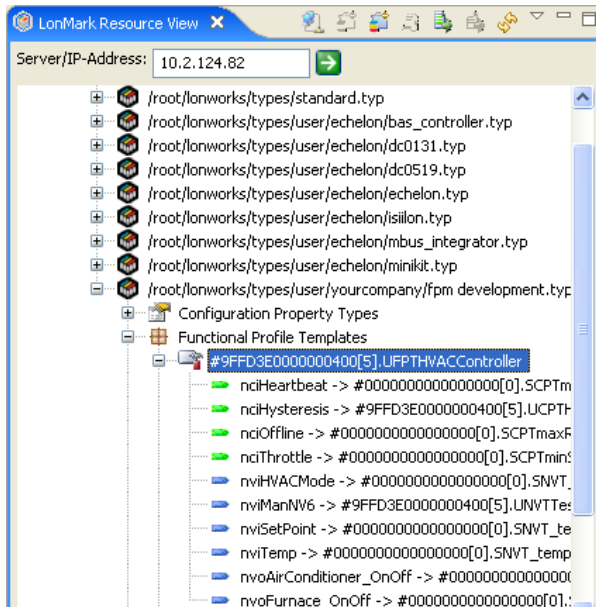 LonMark Resource View
Server/IP-Address: 10.2.124.82
/root/lonworks/types/standard.typ
/root/lonworks/types/user/echelon/bas_controller.typ
/root/lonworks/types/user/echelon/dc0131.typ
/root/lonworks/types/user/echelon/dc0519.typ
/root/lonworks/types/user/echelon/echelon.typ
/root/lonworks/types/user/echelon/isiilon.typ
/root/lonworks/types/user/echelon/mbus_integrator.typ
/root/lonworks/types/user/echelon/minikit.typ
/root/lonworks/types/user/yourcompany/fpm development.typ
Configuration Property Types
Functional Profile Templates
#9FFD3E0000000400[5].UFPTHVACController
nciHeartbeat -> #0000000000000000[0].SCPTm
nciHysteresis -> #9FFD3E0000000400[5].UCPTH
nciOffline -> #0000000000000000[0].SCPTmaxR
nciThrottle -> #0000000000000000[0].SCPTminS
nviHVACMode -> #0000000000000000[0].SNVT_
nviManNV6 -> #9FFD3E0000000400[5].UNVTTes
nviSetPoint -> #0000000000000000[0].SNVT_te
nviTemp -> #0000000000000000[0].SNVT_temp
nvoAirConditioner_OnOff -> #0000000000000000
nvoFurnace_OnOff -> #0000000000000000[0].